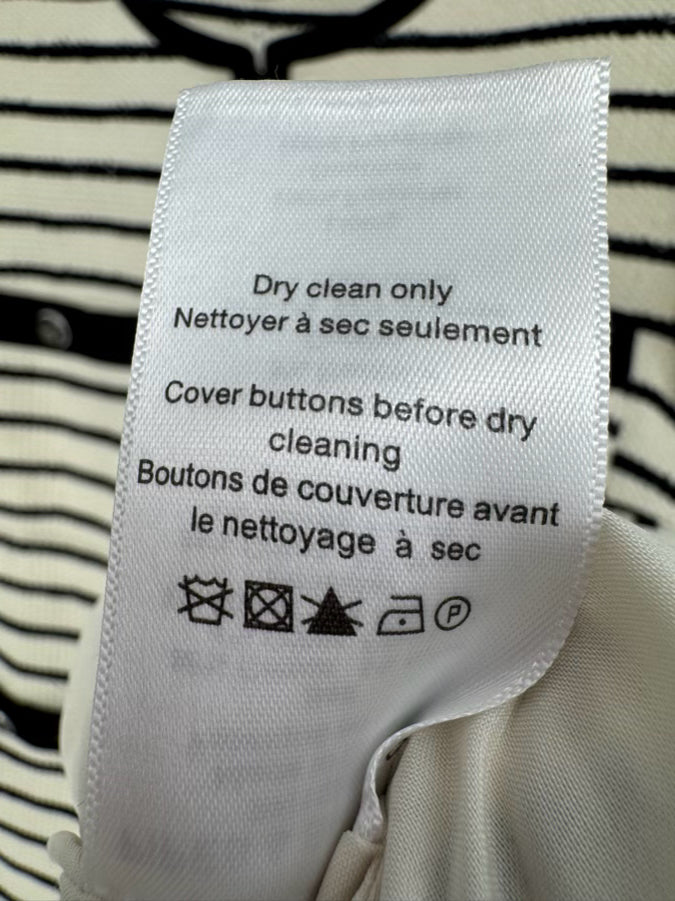 Dry clean only
Nettoyer à sec seulement
Cover buttons before dry
cleaning
Boutons de couverture avant
le nettoyage à sec
P